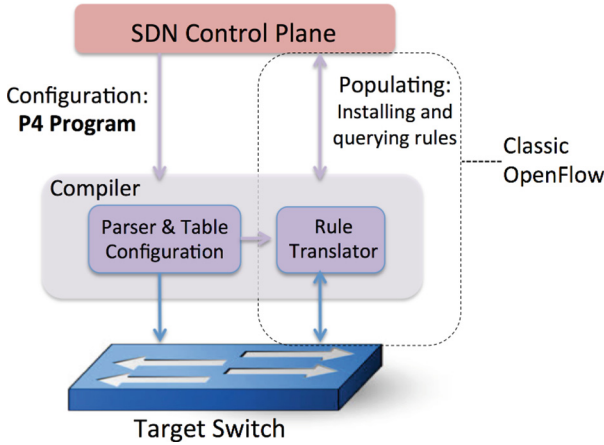 SDN Control Plane
Configuration:
P4 Program
Populating:
Installing and
querying rules
Classic
OpenFlow
Compiler
Parser & Table
Configuration
Rule
Translator
Target Switch